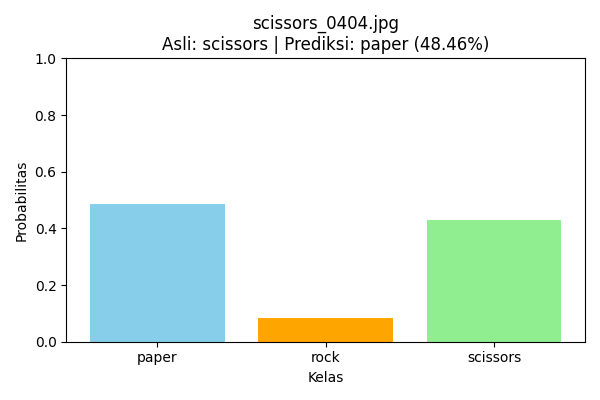 scissors_0404.jpg
Asli: scissors | Prediksi: paper (48.46%)
1.0
0.8
0.6
0.4
0.2
0.0
Probabilitas
paper rock scissors
Kelas